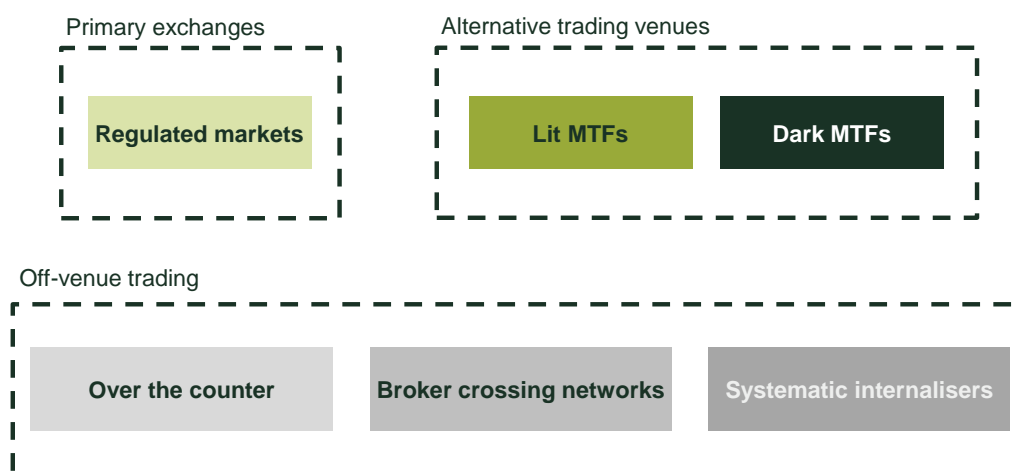 Primary exchanges
Alternative trading venues
Regulated markets
Lit MTFs
Dark MTFs
Off-venue trading
Over the counter
Broker crossing networks
Systematic internalisers